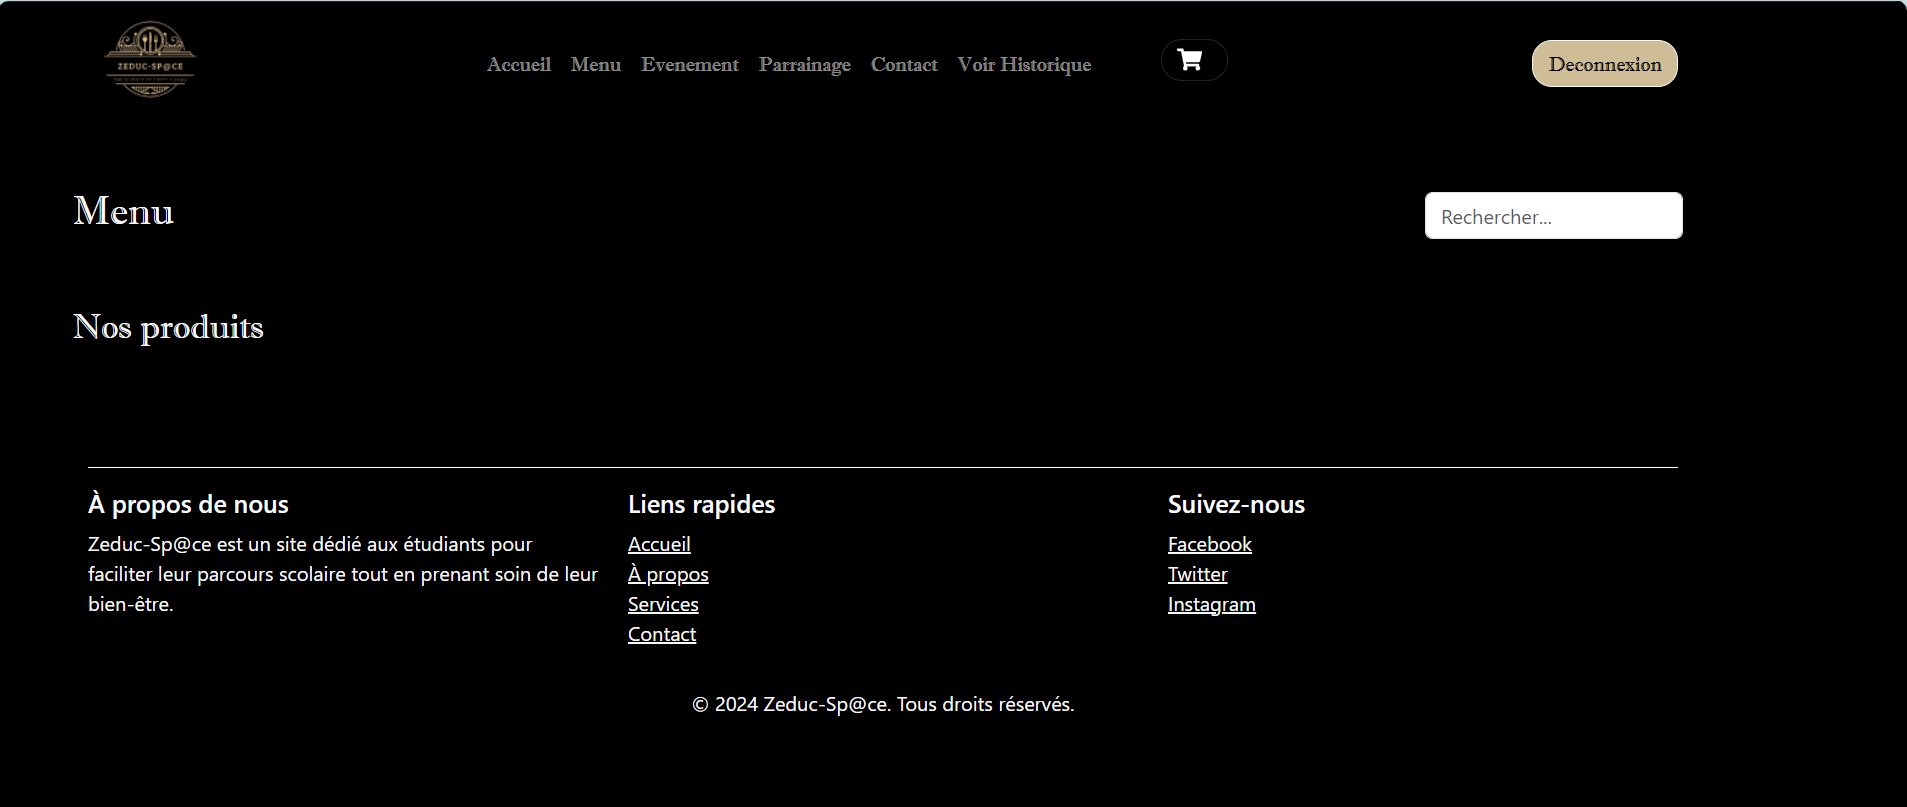 ZEDUC-SP@CE
Accueil Menu Evenement Parrainage Contact Voir Historique
Deconnexion
Menu
Rechercher...
Nos produits
À propos de nous
Zeduc-Sp@ce est un site dédié aux étudiants pour
faciliter leur parcours scolaire tout en prenant soin de leur
bien-être.
Liens rapides
Accueil
À propos
Services
Contact
Suivez-nous
Facebook
Twitter
Instagram
© 2024 Zeduc-Sp@ce. Tous droits réservés.